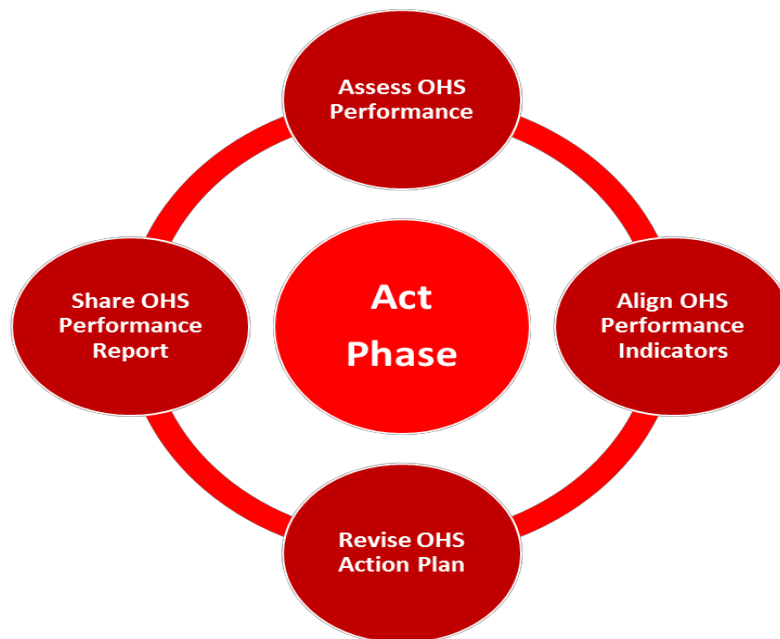 Assess OHS
Performance
Align OHS
Performance
Indicators
Revise OHS
Action Plan
Share OHS
Performance
Report
Act
Phase